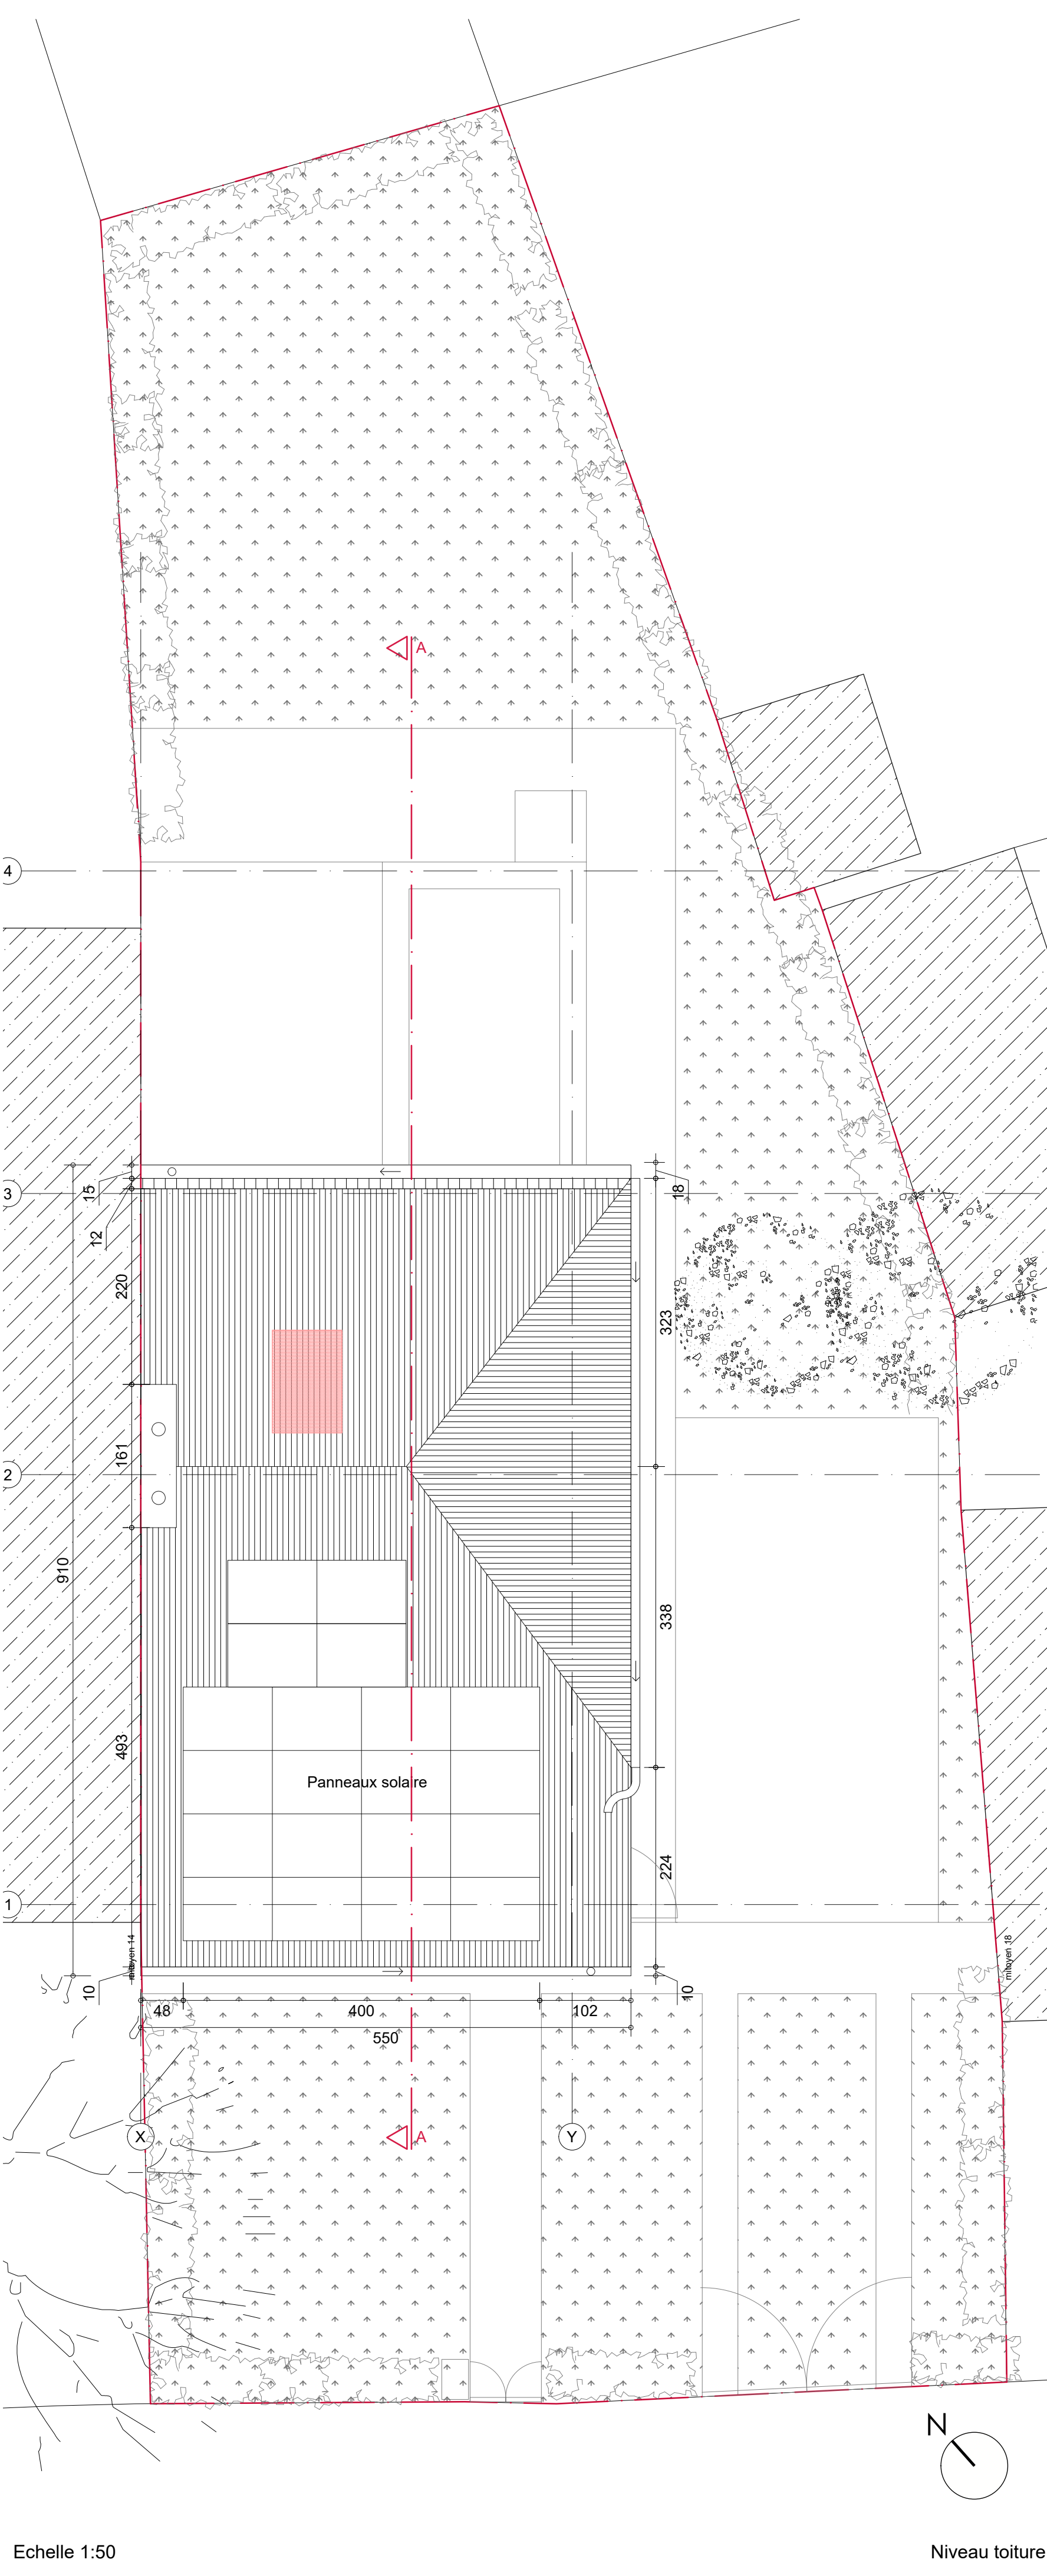 A
4
3
15
18
12
220
323
161
2
910
338
493
Panneaux solaire
224
1
mitoyen 14
mitoyen 18
10
10
48
400
102
550
X
A
Y
N
Echelle 1:50
Niveau toiture